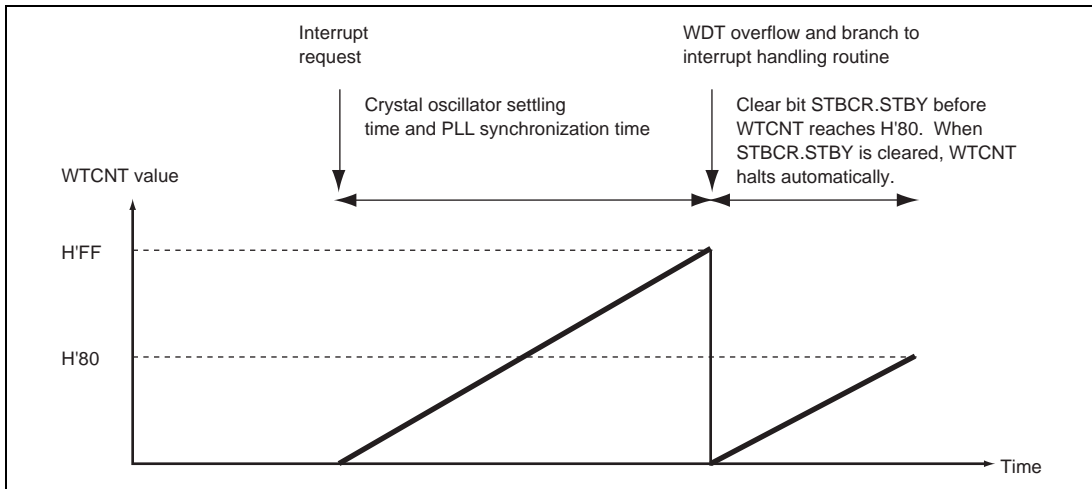 Interrupt
request
WDT overflow and branch to
interrupt handling routine
Crystal oscillator settling
time and PLL synchronization time
Clear bit STBCR.STBY before
WTCNT reaches H'80.  When
STBCR.STBY is cleared, WTCNT
halts automatically.
WTCNT value
H'FF
H'80
Time